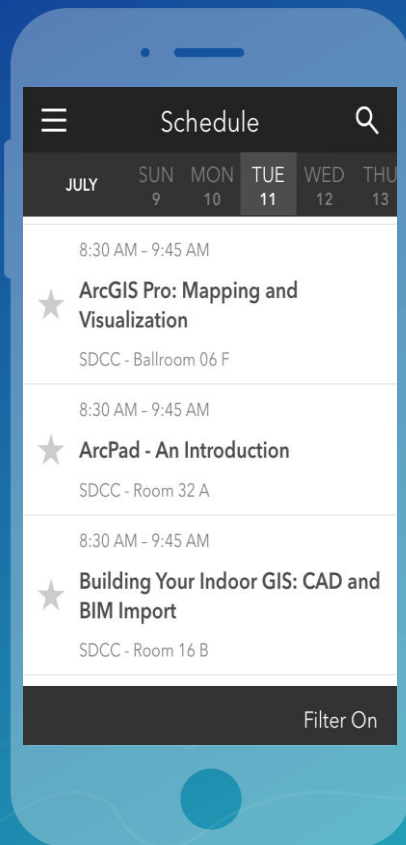 Schedule
JULY
SUN MON TUE WED THU
9 10 11 12 13
8:30 AM – 9:45 AM
ArcGIS Pro: Mapping and
Visualization
SDCC - Ballroom 06 F
8:30 AM – 9:45 AM
ArcPad - An Introduction
SDCC - Room 32 A
8:30 AM – 9:45 AM
Building Your Indoor GIS: CAD and
BIM Import
SDCC - Room 16 B
Filter On